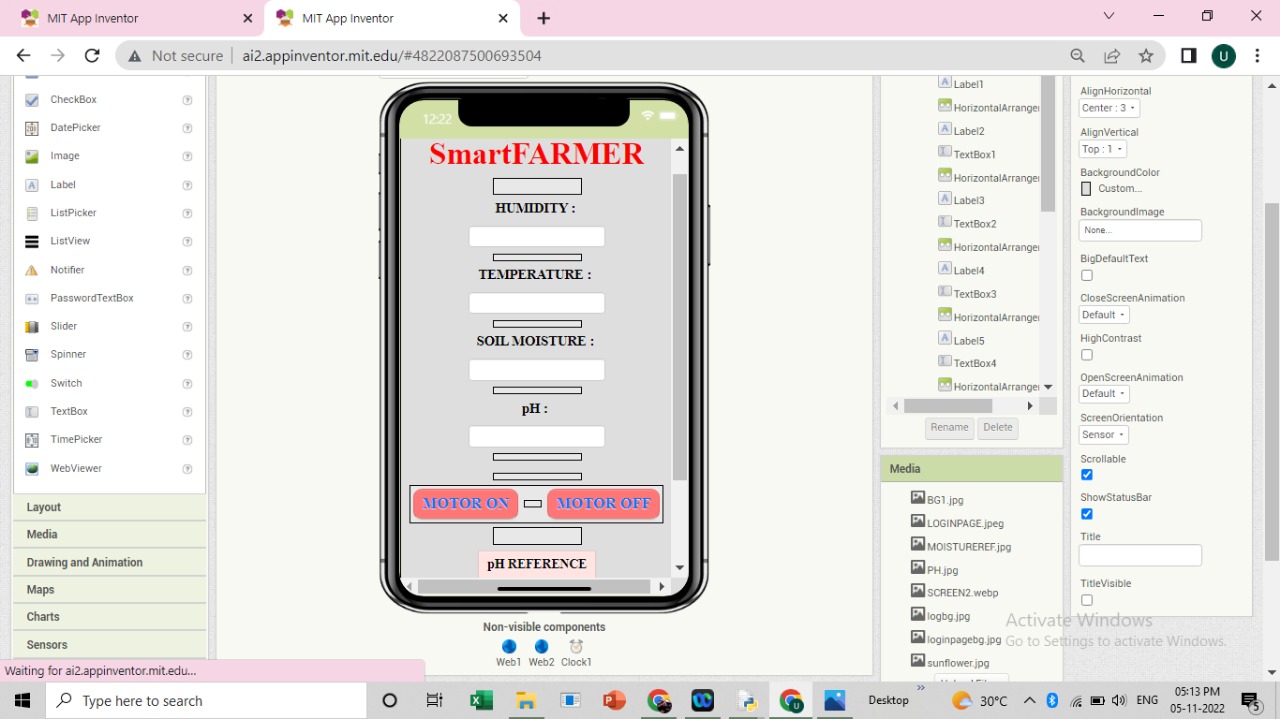 MIT App Inventor
MIT App Inventor
Not secure
ai2.appinventor.mit.edu/#4822087500693504
U
CheckBox
DatePicker
Image
Label
ListPicker
ListView
Notifier
PasswordTextBox
Slider
Spinner
Switch
TextBox
TimePicker
WebViewer
Layout
Media
Drawing and Animation
Maps
Charts
Sensors
Waiting for ai2.appinventor.mit.edu...
12:22
SmartFARMER
HUMIDITY :
TEMPERATURE :
SOIL MOISTURE :
pH :
MOTOR ON
MOTOR OFF
pH REFERENCE
Non-visible components
Web1 Web2 Clock1
Label1
HorizontalArranger
Label2
TextBox1
HorizontalArranger
Label3
TextBox2
HorizontalArranger
Label4
TextBox3
HorizontalArranger
Label5
TextBox4
HorizontalArranger
Rename Delete
Media
BG1.jpg
LOGINPAGE.jpeg
MOISTUREREF.jpg
PH.jpg
SCREEN2.webp
logbg.jpg
loginpagebg.jpg
sunflower.jpg
AlignHorizontal
Center : 3
AlignVertical
Top : 1
BackgroundColor
Custom...
BackgroundImage
None...
BigDefaultText
CloseScreenAnimation
Default
HighContrast
OpenScreenAnimation
Default
ScreenOrientation
Sensor
Scrollable
ShowStatusBar
Title
TitleVisible
Activate Windows
Go to Settings to activate Windows.
Type here to search
Desktop
30°C
ENG
05:13 PM
05-11-2022
5